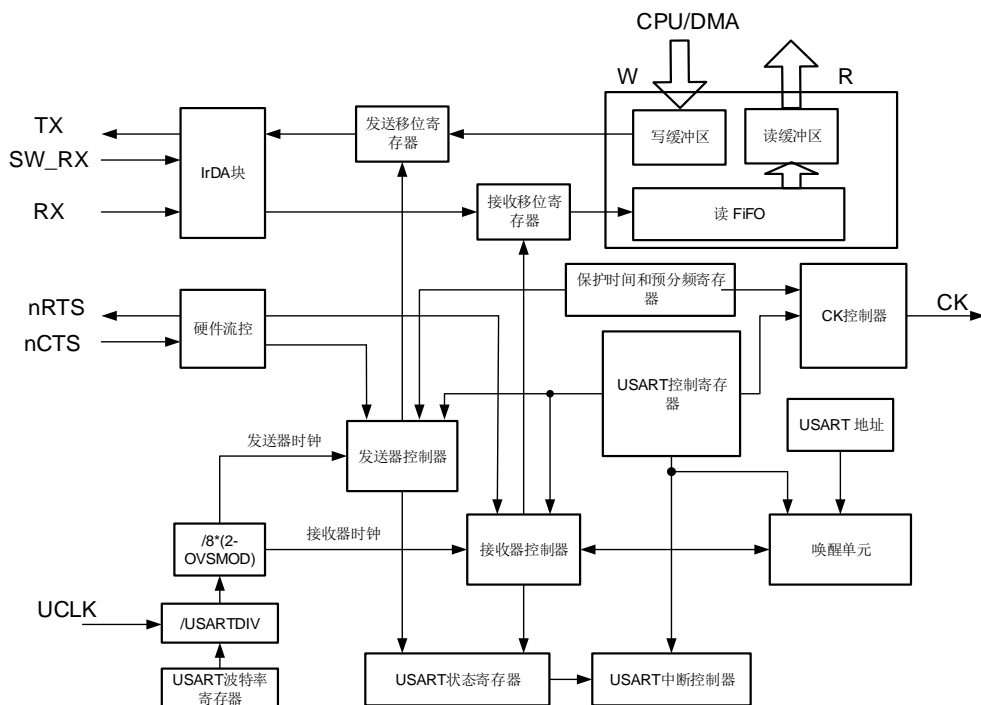 CPU/DMA
W
R
TX
SW_RX
RX
IrDA块
发送移位寄
存器
写缓冲区
读缓冲区
接收移位寄
存器
读 FiFO
保护时间和预分频寄存
器
nRTS
nCTS
硬件流控
CK控制器
CK
USART控制寄存
器
USART 地址
发送器时钟
发送器控制器
/8*(2-
OVSMOD)
接收器时钟
接收器控制器
唤醒单元
UCLK
/USARTDIV
USART波特率
寄存器
USART状态寄存器
USART中断控制器